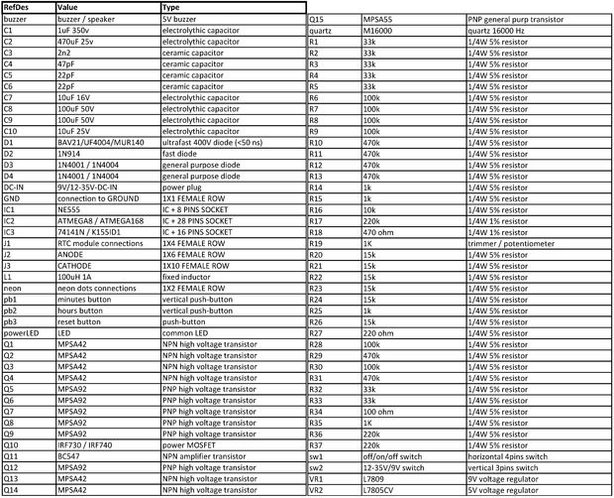 RefDes Value Type
buzzer buzzer / speaker 5V buzzer
C1 1uF 350v electrolythic capacitor
C2 470uF 25v electrolythic capacitor
C3 2n2 ceramic capacitor
C4 47pF ceramic capacitor
C5 22pF ceramic capacitor
C6 22pF ceramic capacitor
C7 10uF 16V electrolythic capacitor
C8 100uF 50V electrolythic capacitor
C9 100uF 50V electrolythic capacitor
C10 10uF 25V electrolythic capacitor
D1 BAV21/UF4004/MUR140 ultrafast 400V diode (<50 ns)
D2 1N914 fast diode
D3 1N4001 / 1N4004 general purpose diode
D4 1N4001 / 1N4004 general purpose diode
DC-IN 9V/12-35V-DC-IN power plug
GND connection to GROUND 1X1 FEMALE ROW
IC1 NE555 IC + 8 PINS SOCKET
IC2 ATMEGA8 / ATMEGA168 IC + 28 PINS SOCKET
IC3 74141N / K155ID1 IC + 16 PINS SOCKET
J1 RTC module connections 1X4 FEMALE ROW
J2 ANODE 1X6 FEMALE ROW
J3 CATHODE 1X10 FEMALE ROW
L1 100uH 1A fixed inductor
neon neon dots connections 1X2 FEMALE ROW
pb1 minutes button vertical push-button
pb2 hours button vertical push-button
pb3 reset button push-button
powerLED LED common LED
Q1 MPSA42 NPN high voltage transistor
Q2 MPSA42 NPN high voltage transistor
Q3 MPSA42 NPN high voltage transistor
Q4 MPSA42 NPN high voltage transistor
Q5 MPSA92 PNP high voltage transistor
Q6 MPSA92 PNP high voltage transistor
Q7 MPSA92 PNP high voltage transistor
Q8 MPSA92 PNP high voltage transistor
Q9 MPSA92 PNP high voltage transistor
Q10 IRF730 / IRF740 power MOSFET
Q11 BC547 NPN amplifier transistor
Q12 MPSA92 PNP high voltage transistor
Q13 MPSA42 NPN high voltage transistor
Q14 MPSA42 NPN high voltage transistor
Q15 MPSA55 PNP general purp transistor
quartz M16000 quartz 16000 Hz
R1 33k 1/4W 5% resistor
R2 33k 1/4W 5% resistor
R3 33k 1/4W 5% resistor
R4 33k 1/4W 5% resistor
R5 33k 1/4W 5% resistor
R6 100k 1/4W 5% resistor
R7 100k 1/4W 5% resistor
R8 100k 1/4W 5% resistor
R9 100k 1/4W 5% resistor
R10 470k 1/4W 5% resistor
R11 470k 1/4W 5% resistor
R12 470k 1/4W 5% resistor
R13 470k 1/4W 5% resistor
R14 1k 1/4W 5% resistor
R15 1k 1/4W 5% resistor
R16 10k 1/4W 5% resistor
R17 220k 1/4W 1% resistor
R18 470 ohm 1/4W 5% resistor
R19 1K trimmer / potentiometer
R20 15k 1/4W 5% resistor
R21 15k 1/4W 5% resistor
R22 15k 1/4W 5% resistor
R23 15k 1/4W 5% resistor
R24 15k 1/4W 5% resistor
R25 1k 1/4W 5% resistor
R26 15k 1/4W 5% resistor
R27 220 ohm 1/4W 5% resistor
R28 100k 1/4W 5% resistor
R29 470k 1/4W 5% resistor
R30 100k 1/4W 5% resistor
R31 470k 1/4W 5% resistor
R32 33k 1/4W 5% resistor
R33 33k 1/4W 5% resistor
R34 100 ohm 1/4W 5% resistor
R35 1K 1/4W 5% resistor
R36 220k 1/4W 5% resistor
R37 220k 1/4W 5% resistor
sw1 off/on/off switch horizontal 4pins switch
sw2 12-35V/9V switch vertical 3pins switch
VR1 L7809 9V voltage regulator
VR2 L7805CV 5V voltage regulator